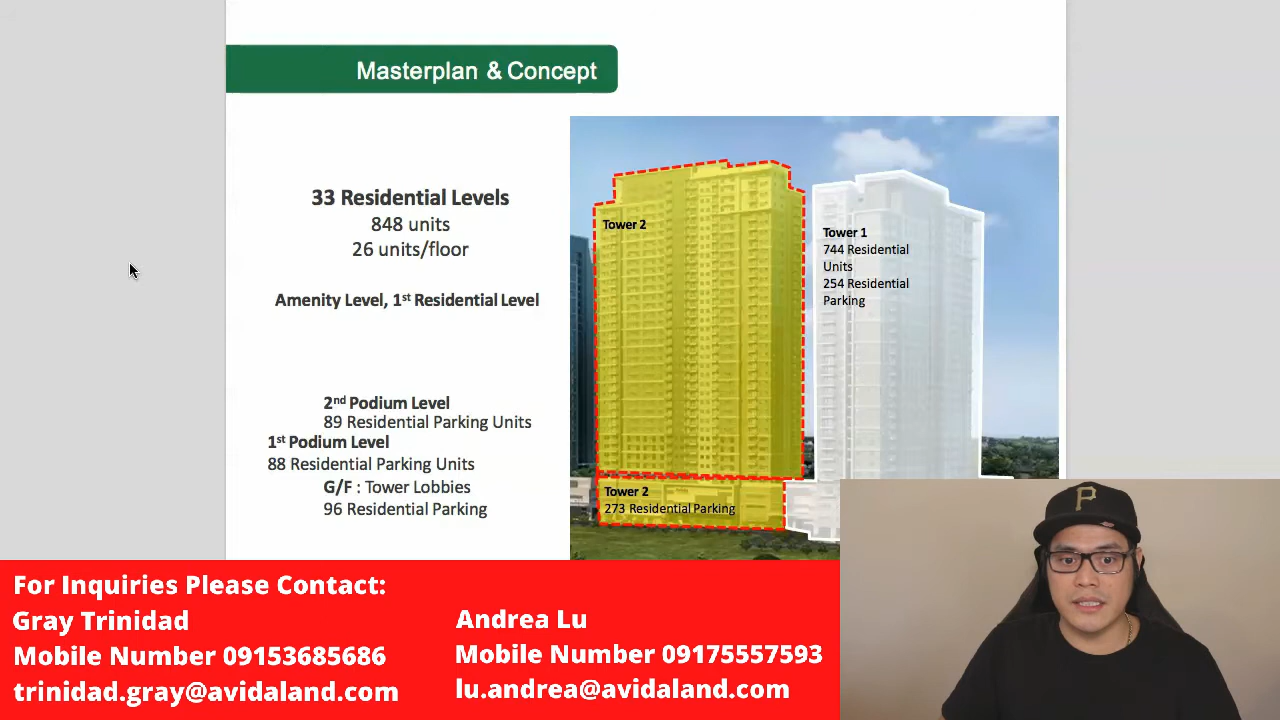 Masterplan & Concept
33 Residential Levels
848 units
26 units/floor
Amenity Level, 1st Residential Level
2nd Podium Level
89 Residential Parking Units
1st Podium Level
88 Residential Parking Units
G/F : Tower Lobbies
96 Residential Parking
Tower 2
Tower 1
744 Residential
Units
254 Residential
Parking
Tower 2
273 Residential Parking
P
For Inquiries Please Contact:
Gray Trinidad
Mobile Number 09153685686
trinidad.gray@avidaland.com
Andrea Lu
Mobile Number 09175557593
lu.andrea@avidaland.com